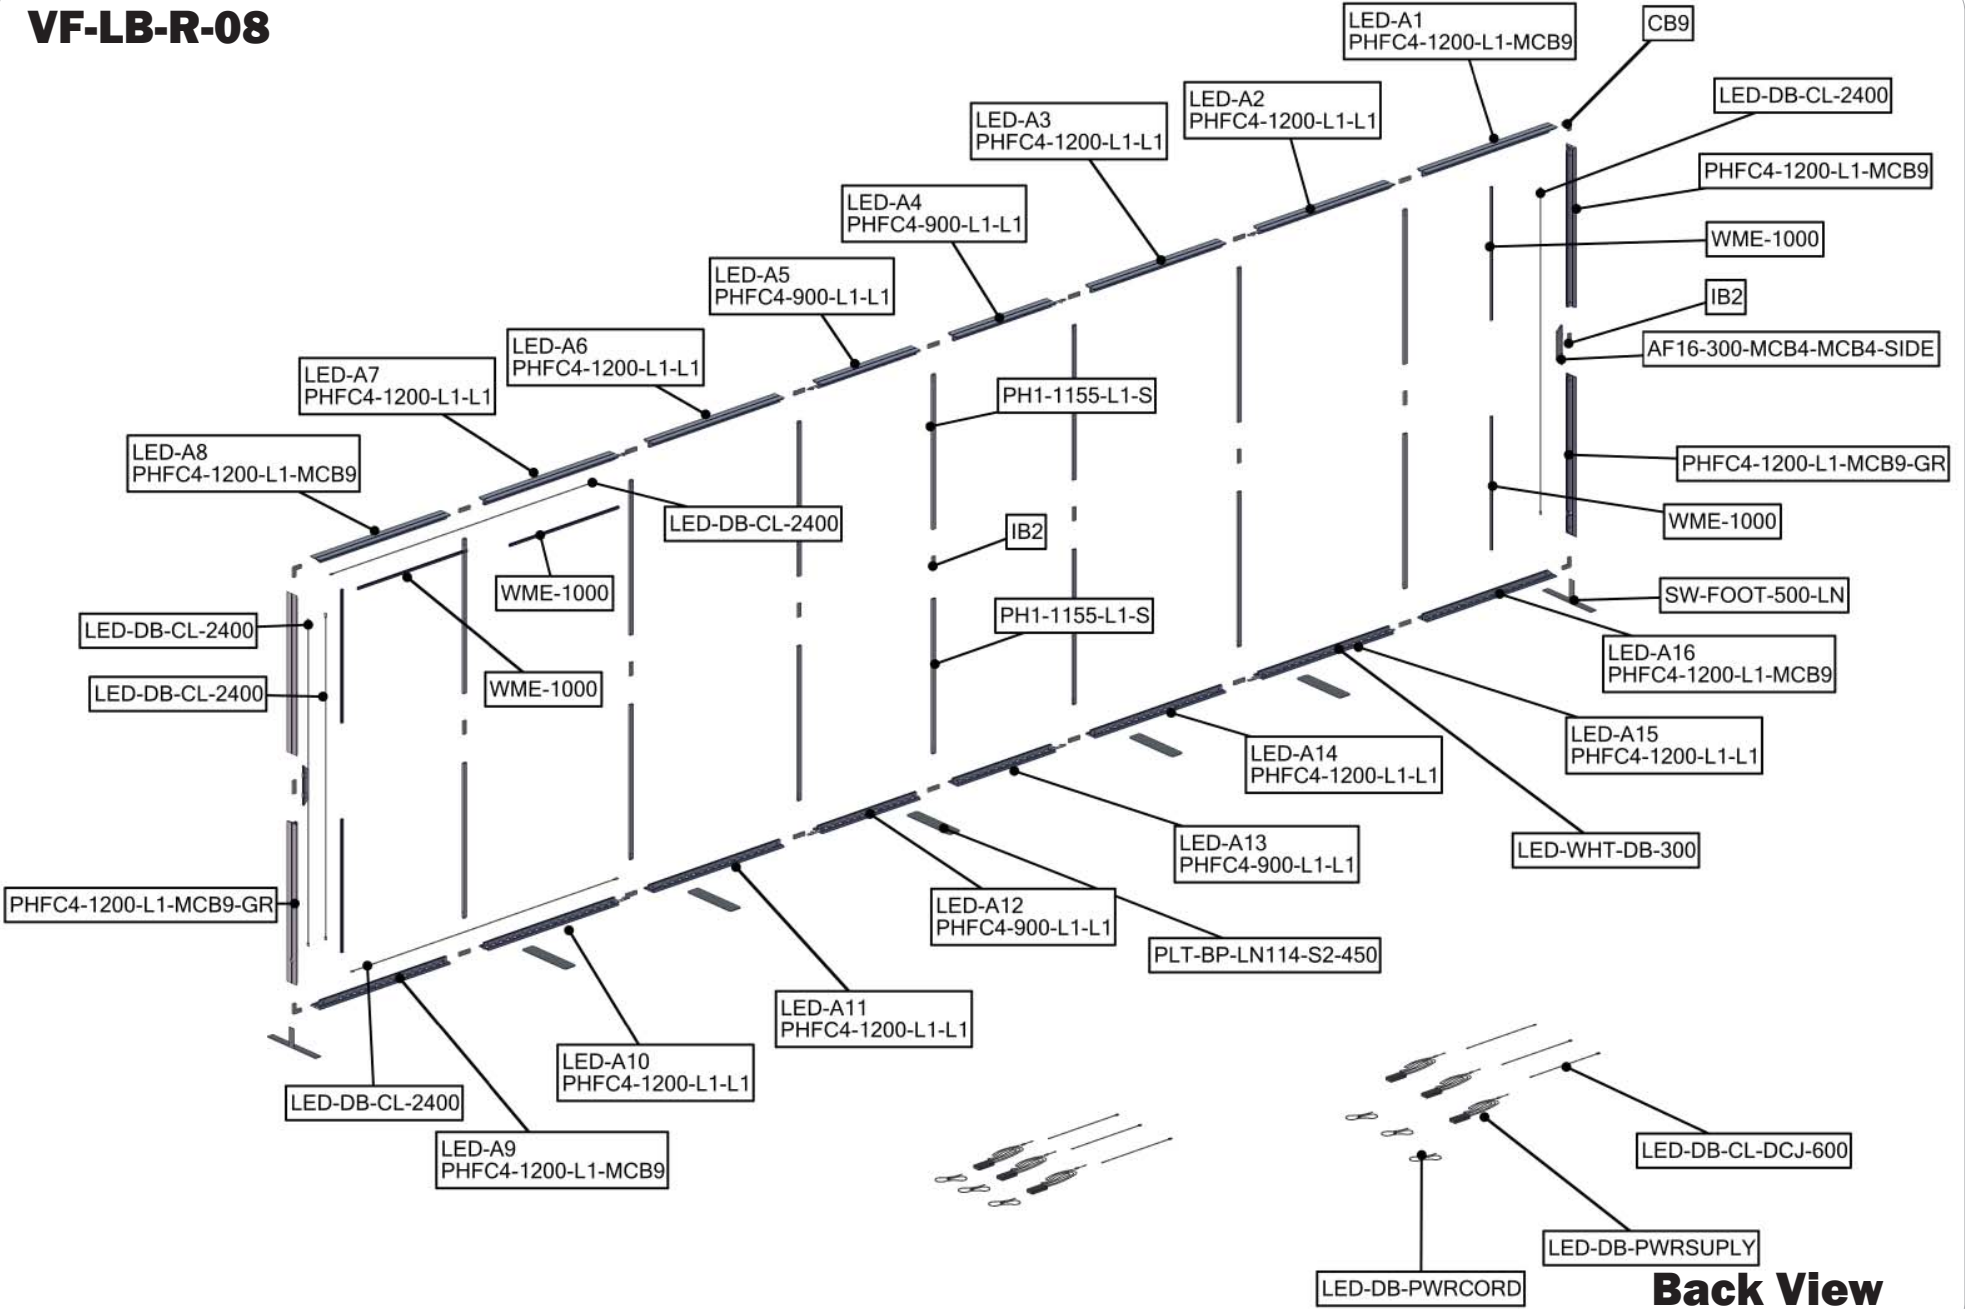 VF-LB-R-08
LED-A1
PHFC4-1200-L1-MCB9
CB9
LED-DB-CL-2400
LED-A2
PHFC4-1200-L1-L1
LED-A3
PHFC4-1200-L1-L1
PHFC4-1200-L1-MCB9
LED-A4
PHFC4-900-L1-L1
WME-1000
LED-A5
PHFC4-900-L1-L1
IB2
LED-A6
PHFC4-1200-L1-L1
AF16-300-MCB4-MCB4-SIDE
LED-A7
PHFC4-1200-L1-L1
PH1-1155-L1-S
LED-A8
PHFC4-1200-L1-MCB9
PHFC4-1200-L1-MCB9-GR
LED-DB-CL-2400
WME-1000
IB2
WME-1000
SW-FOOT-500-LN
PH1-1155-L1-S
LED-DB-CL-2400
LED-A16
PHFC4-1200-L1-MCB9
WME-1000
LED-DB-CL-2400
LED-A15
PHFC4-1200-L1-L1
LED-A14
PHFC4-1200-L1-L1
LED-A13
PHFC4-900-L1-L1
LED-WHT-DB-300
PHFC4-1200-L1-MCB9-GR
LED-A12
PHFC4-900-L1-L1
PLT-BP-LN114-S2-450
LED-A11
PHFC4-1200-L1-L1
LED-A10
PHFC4-1200-L1-L1
LED-DB-CL-2400
LED-A9
PHFC4-1200-L1-MCB9
LED-DB-CL-DCJ-600
LED-DB-PWRSUPLY
LED-DB-PWRCORD
Back View